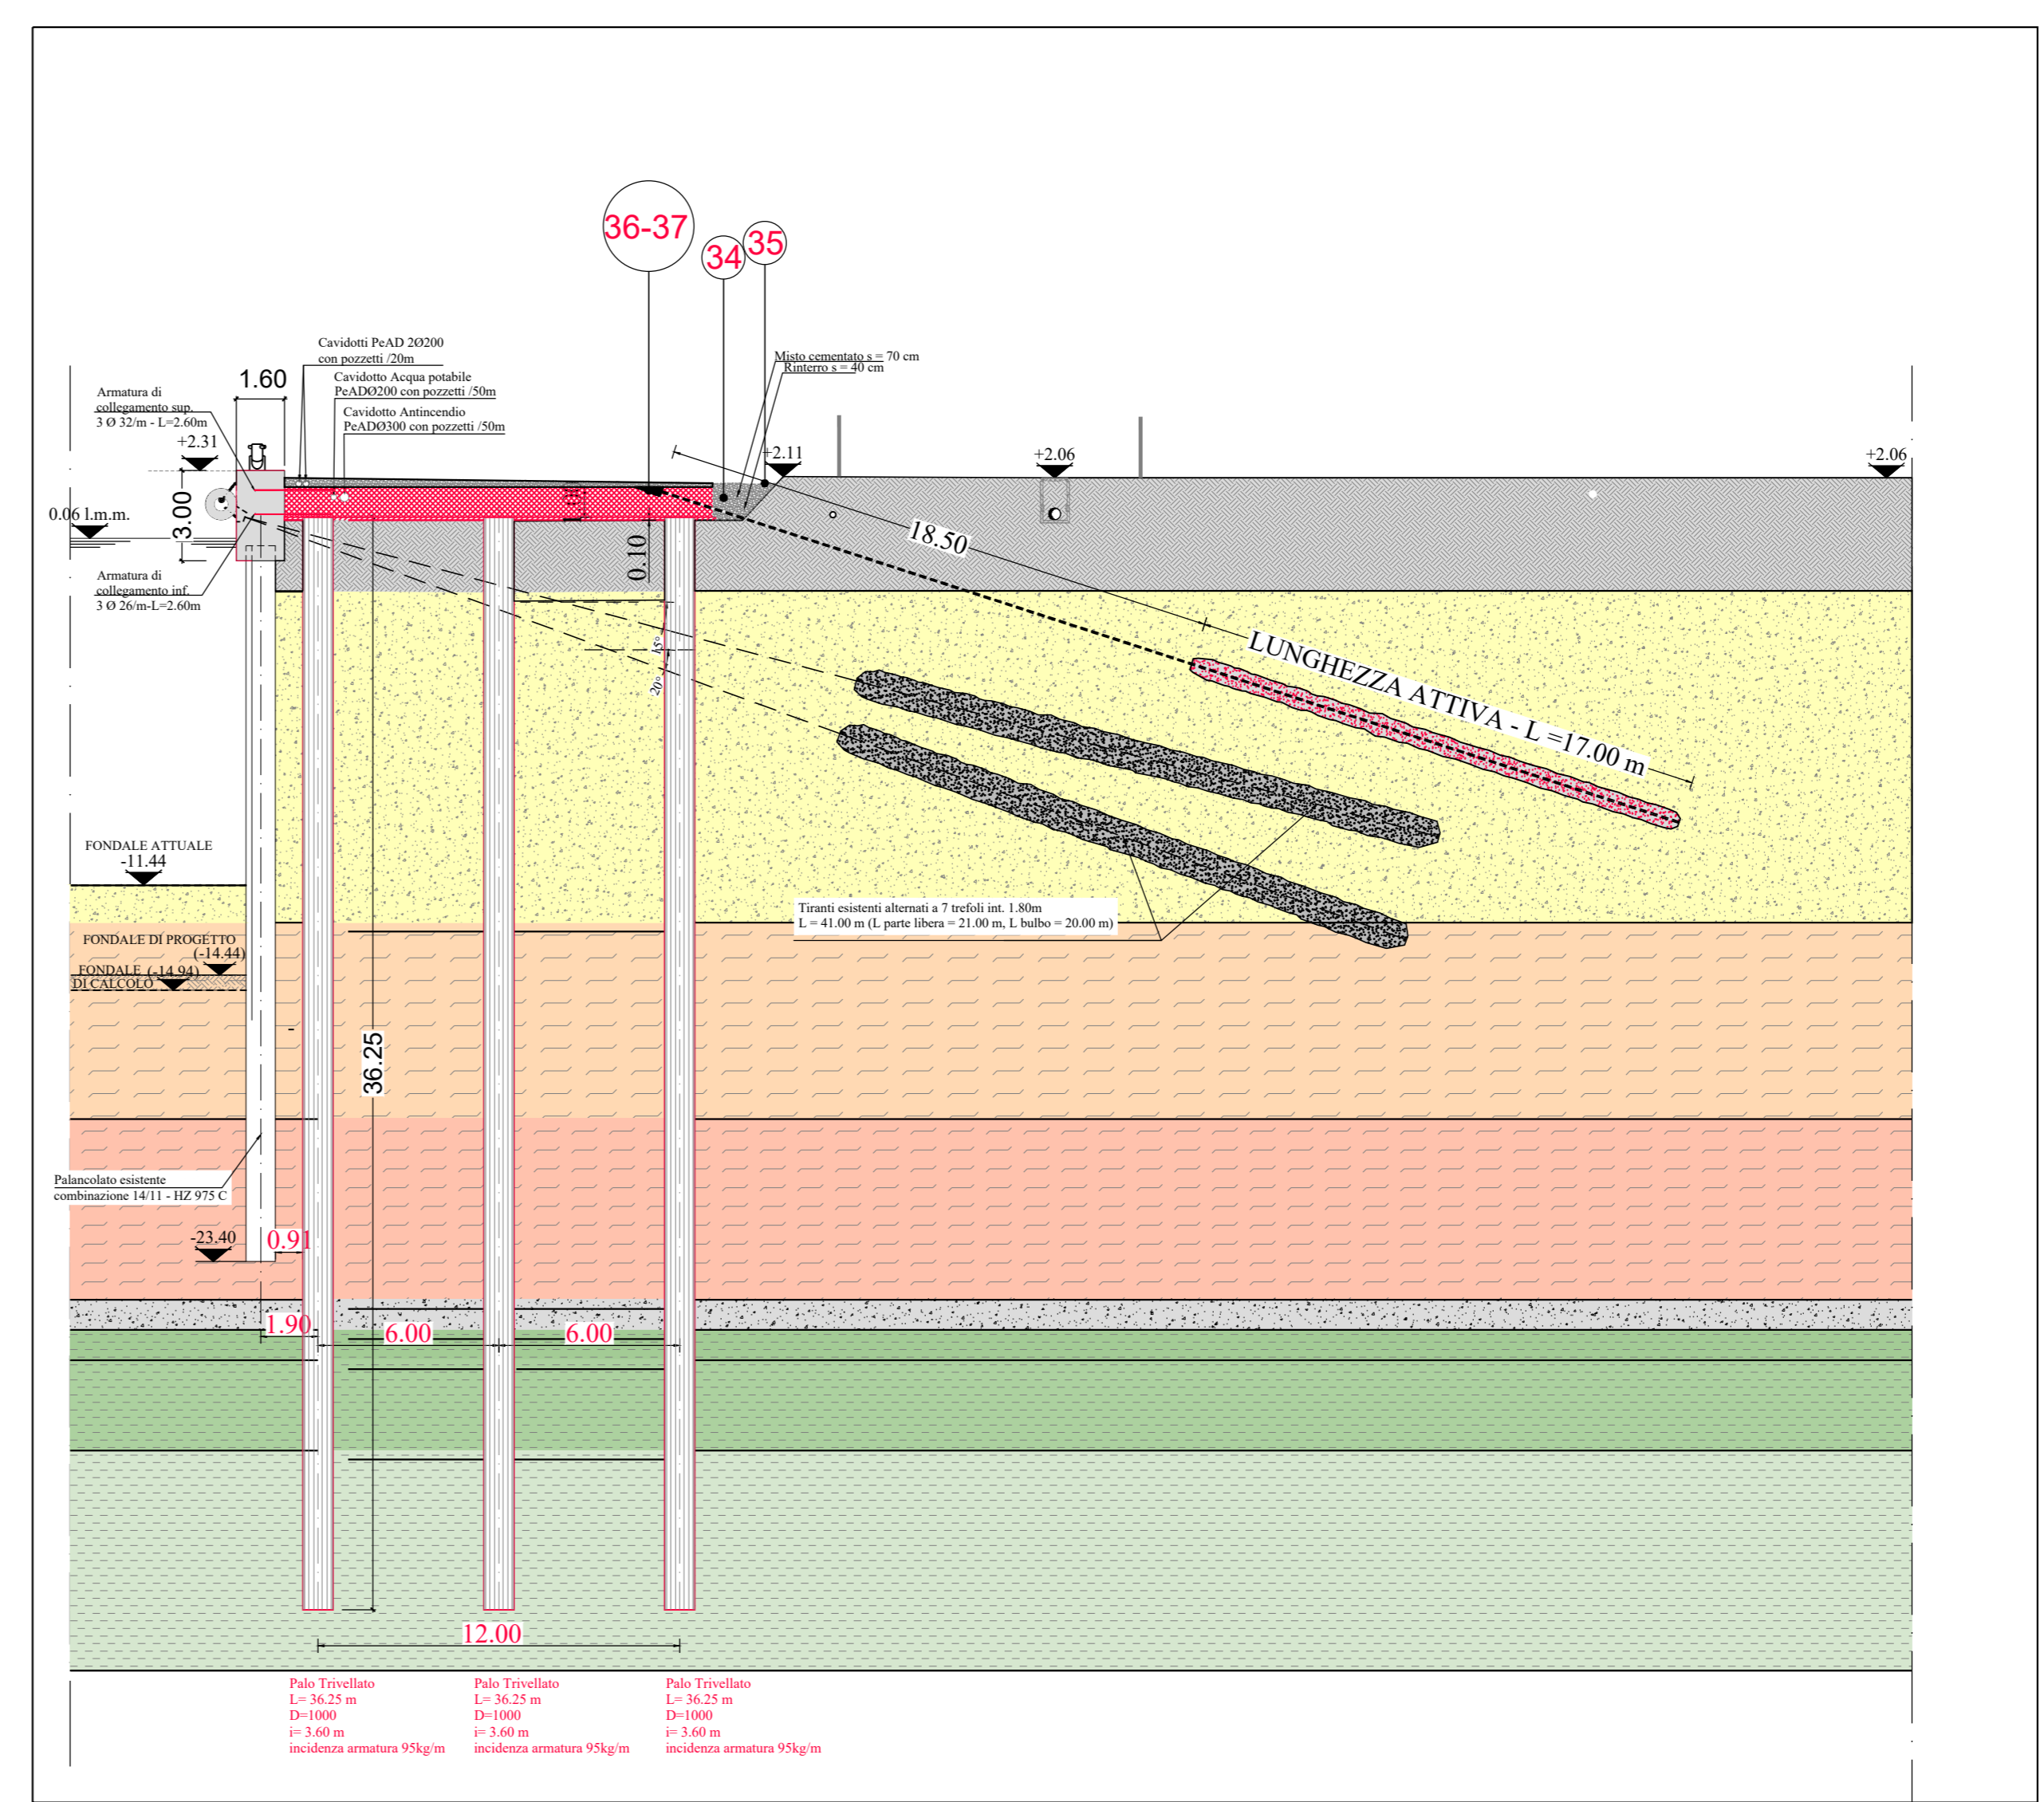 36-37
34
35
Cavidotti PeAD 2Ø200
con pozzetti /20m
Cavidotto Acqua potabile
PeADØ200 con pozzetti /50m
Cavidotto Antincendio
PeADØ300 con pozzetti /50m
Misto cementato s = 70 cm
Rinterro s = 40 cm
1.60
Armatura di
collegamento sup.
3 Ø 32/m - L=2.60m
+2.31
+2.11
+2.06
+2.06
3.00
0.06 l.m.m.
18.50
0.10
Armatura di
collegamento inf.
3 Ø 26/m-L=2.60m
15°
20°
LUNGHEZZA ATTIVA - L =17.00 m
FONDALE ATTUALE
-11.44
Tiranti esistenti alternati a 7 trefoli int. 1.80m
L = 41.00 m (L parte libera = 21.00 m, L bulbo = 20.00 m)
FONDALE DI PROGETTO
(-14.44)
FONDALE (-14.94)
DI CALCOLO
36.25
Palancolato esistente
combinazione 14/11 - HZ 975 C
-23.40
0.91
1.90
6.00
6.00
12.00
Palo Trivellato
L= 36.25 m
D=1000
i= 3.60 m
incidenza armatura 95kg/m
Palo Trivellato
L= 36.25 m
D=1000
i= 3.60 m
incidenza armatura 95kg/m
Palo Trivellato
L= 36.25 m
D=1000
i= 3.60 m
incidenza armatura 95kg/m